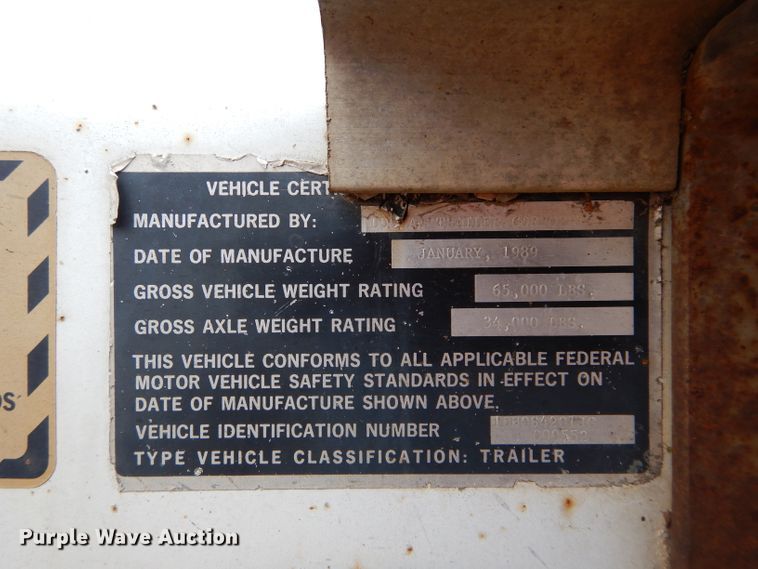 VEHICLE CERT
MANUFACTURED BY: TRAILER
DATE OF MANUFACTURE JANUARY, 1989
GROSS VEHICLE WEIGHT RATING 65,000 LBS.
GROSS AXLE WEIGHT RATING 34,000 LBS.
THIS VEHICLE CONFORMS TO ALL APPLICABLE FEDERAL
MOTOR VEHICLE SAFETY STANDARDS IN EFFECT ON
DATE OF MANUFACTURE SHOWN ABOVE.
VEHICLE IDENTIFICATION NUMBER
TYPE VEHICLE CLASSIFICATION: TRAILER
OS
Purple Wave Auction